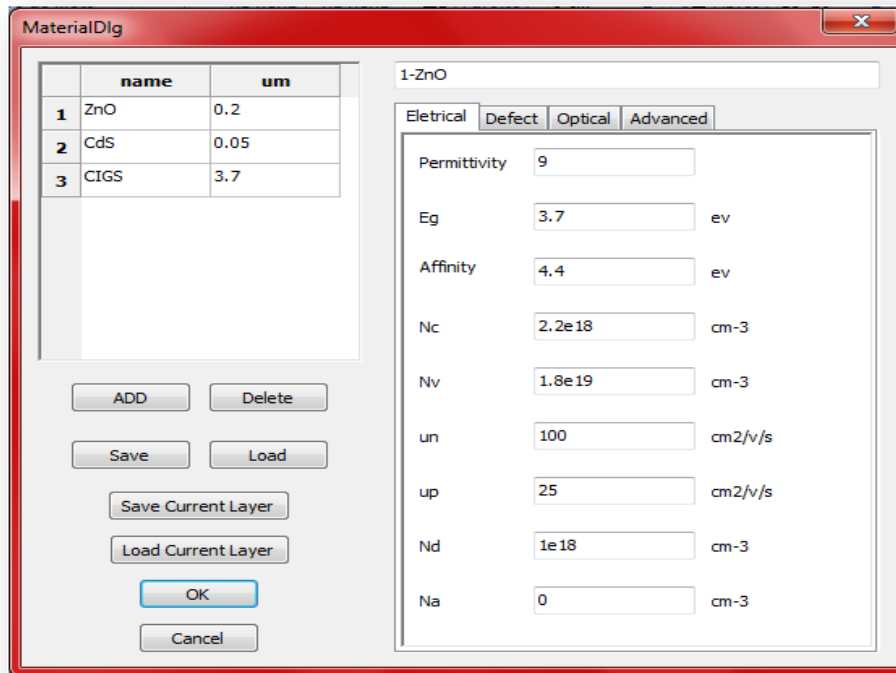 MaterialDlg
name um
1 ZnO 0.2
2 CdS 0.05
3 CIGS 3.7
ADD Delete
Save Load
Save Current Layer
Load Current Layer
OK
Cancel
1-ZnO
Eletrical Defect Optical Advanced
Permittivity 9
Eg 3.7 ev
Affinity 4.4 ev
Nc 2.2e18 cm-3
Nv 1.8e19 cm-3
un 100 cm2/v/s
up 25 cm2/v/s
Nd 1e18 cm-3
Na 0 cm-3